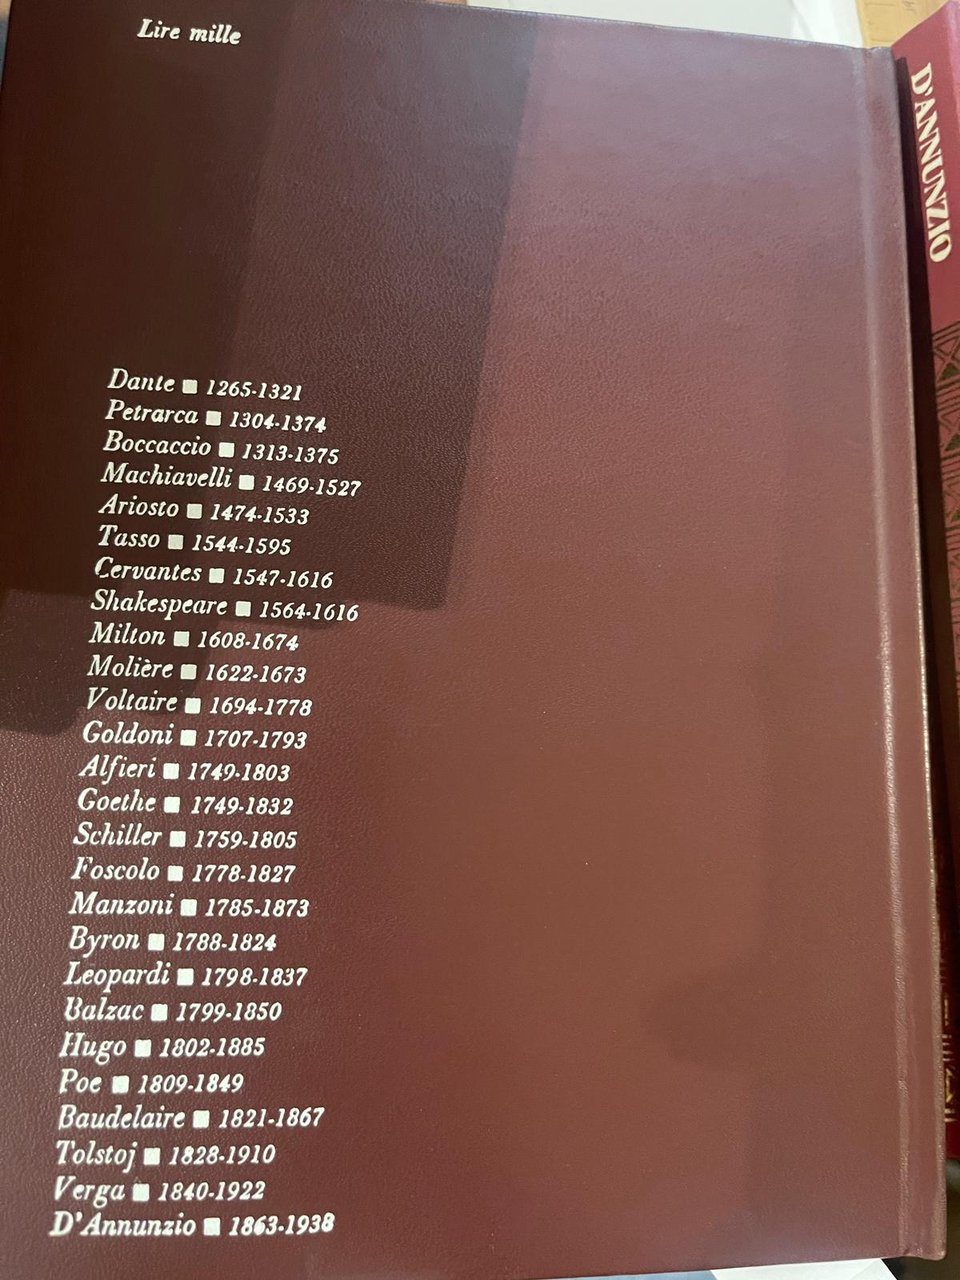 Lire mille
Dante ■ 1265-1321
Petrarca ■ 1304-1374
Boccaccio ■ 1313-1375
Machiavelli ■ 1469-1527
Ariosto ■ 1474-1533
Tasso ■ 1544-1595
Cervantes ■ 1547-1616
Shakespeare ■ 1564-1616
Milton ■ 1608-1674
Molière ■ 1622-1673
Voltaire ■ 1694-1778
Goldoni ■ 1707-1793
Alfieri ■ 1749-1803
Goethe ■ 1749-1832
Schiller ■ 1759-1805
Foscolo ■ 1778-1827
Manzoni ■ 1785-1873
Byron ■ 1788-1824
Leopardi ■ 1798-1837
Balzac ■ 1799-1850
Hugo ■ 1802-1885
Poe ■ 1809-1849
Baudelaire ■ 1821-1867
Tolstoj ■ 1828-1910
Verga ■ 1840-1922
D'Annunzio ■ 1863-1938
D'ANNUNZIO